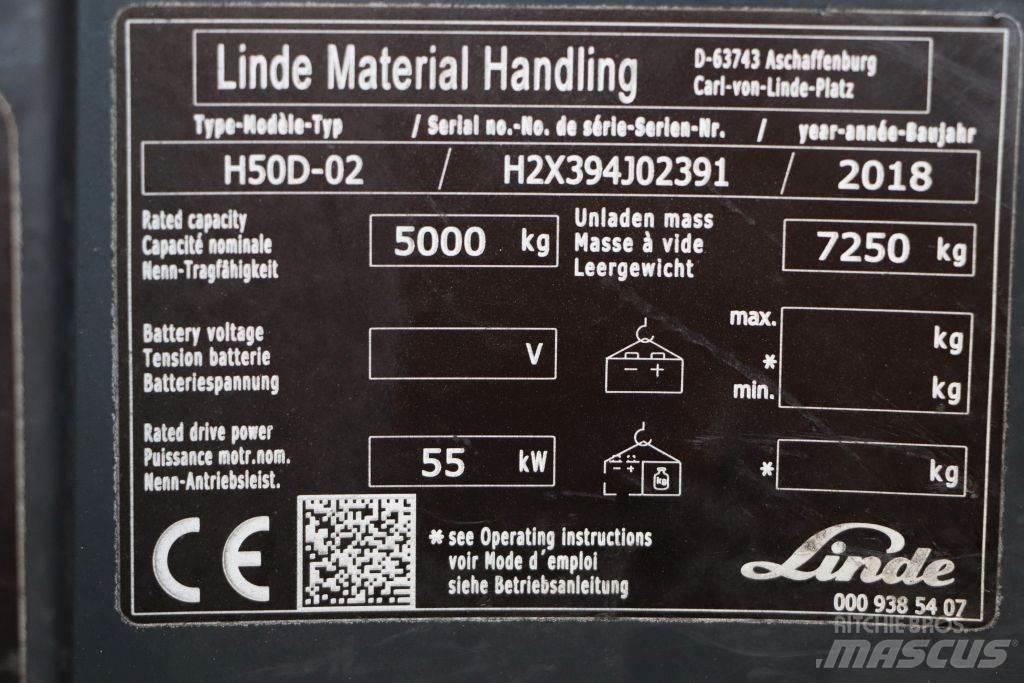 Linde Material Handling
D-63743 Aschaffenburg
Carl-von-Linde-Platz
Type-Modèle-Typ / Serial no.-No. de série-Serien-Nr. / year-année-Baujahr
H50D-02 / H2X394J02391 / 2018
Rated capacity
Capacité nominale
Nenn-Tragfähigkeit
5000 kg
Unladen mass
Masse à vide
Leergewicht
7250 kg
Battery voltage
Tension batterie
Batteriespannung
V
- +
max.
*
min.
kg
kg
Rated drive power
Puissance motr.nom.
Nenn-Antriebsleist.
55 kW
- +
kg
*
kg
CE
* see Operating instructions
voir Mode d´emploi
siehe Betriebsanleitung
Linde
000 938 54 07
RITCHIE BROS.
MASCUS